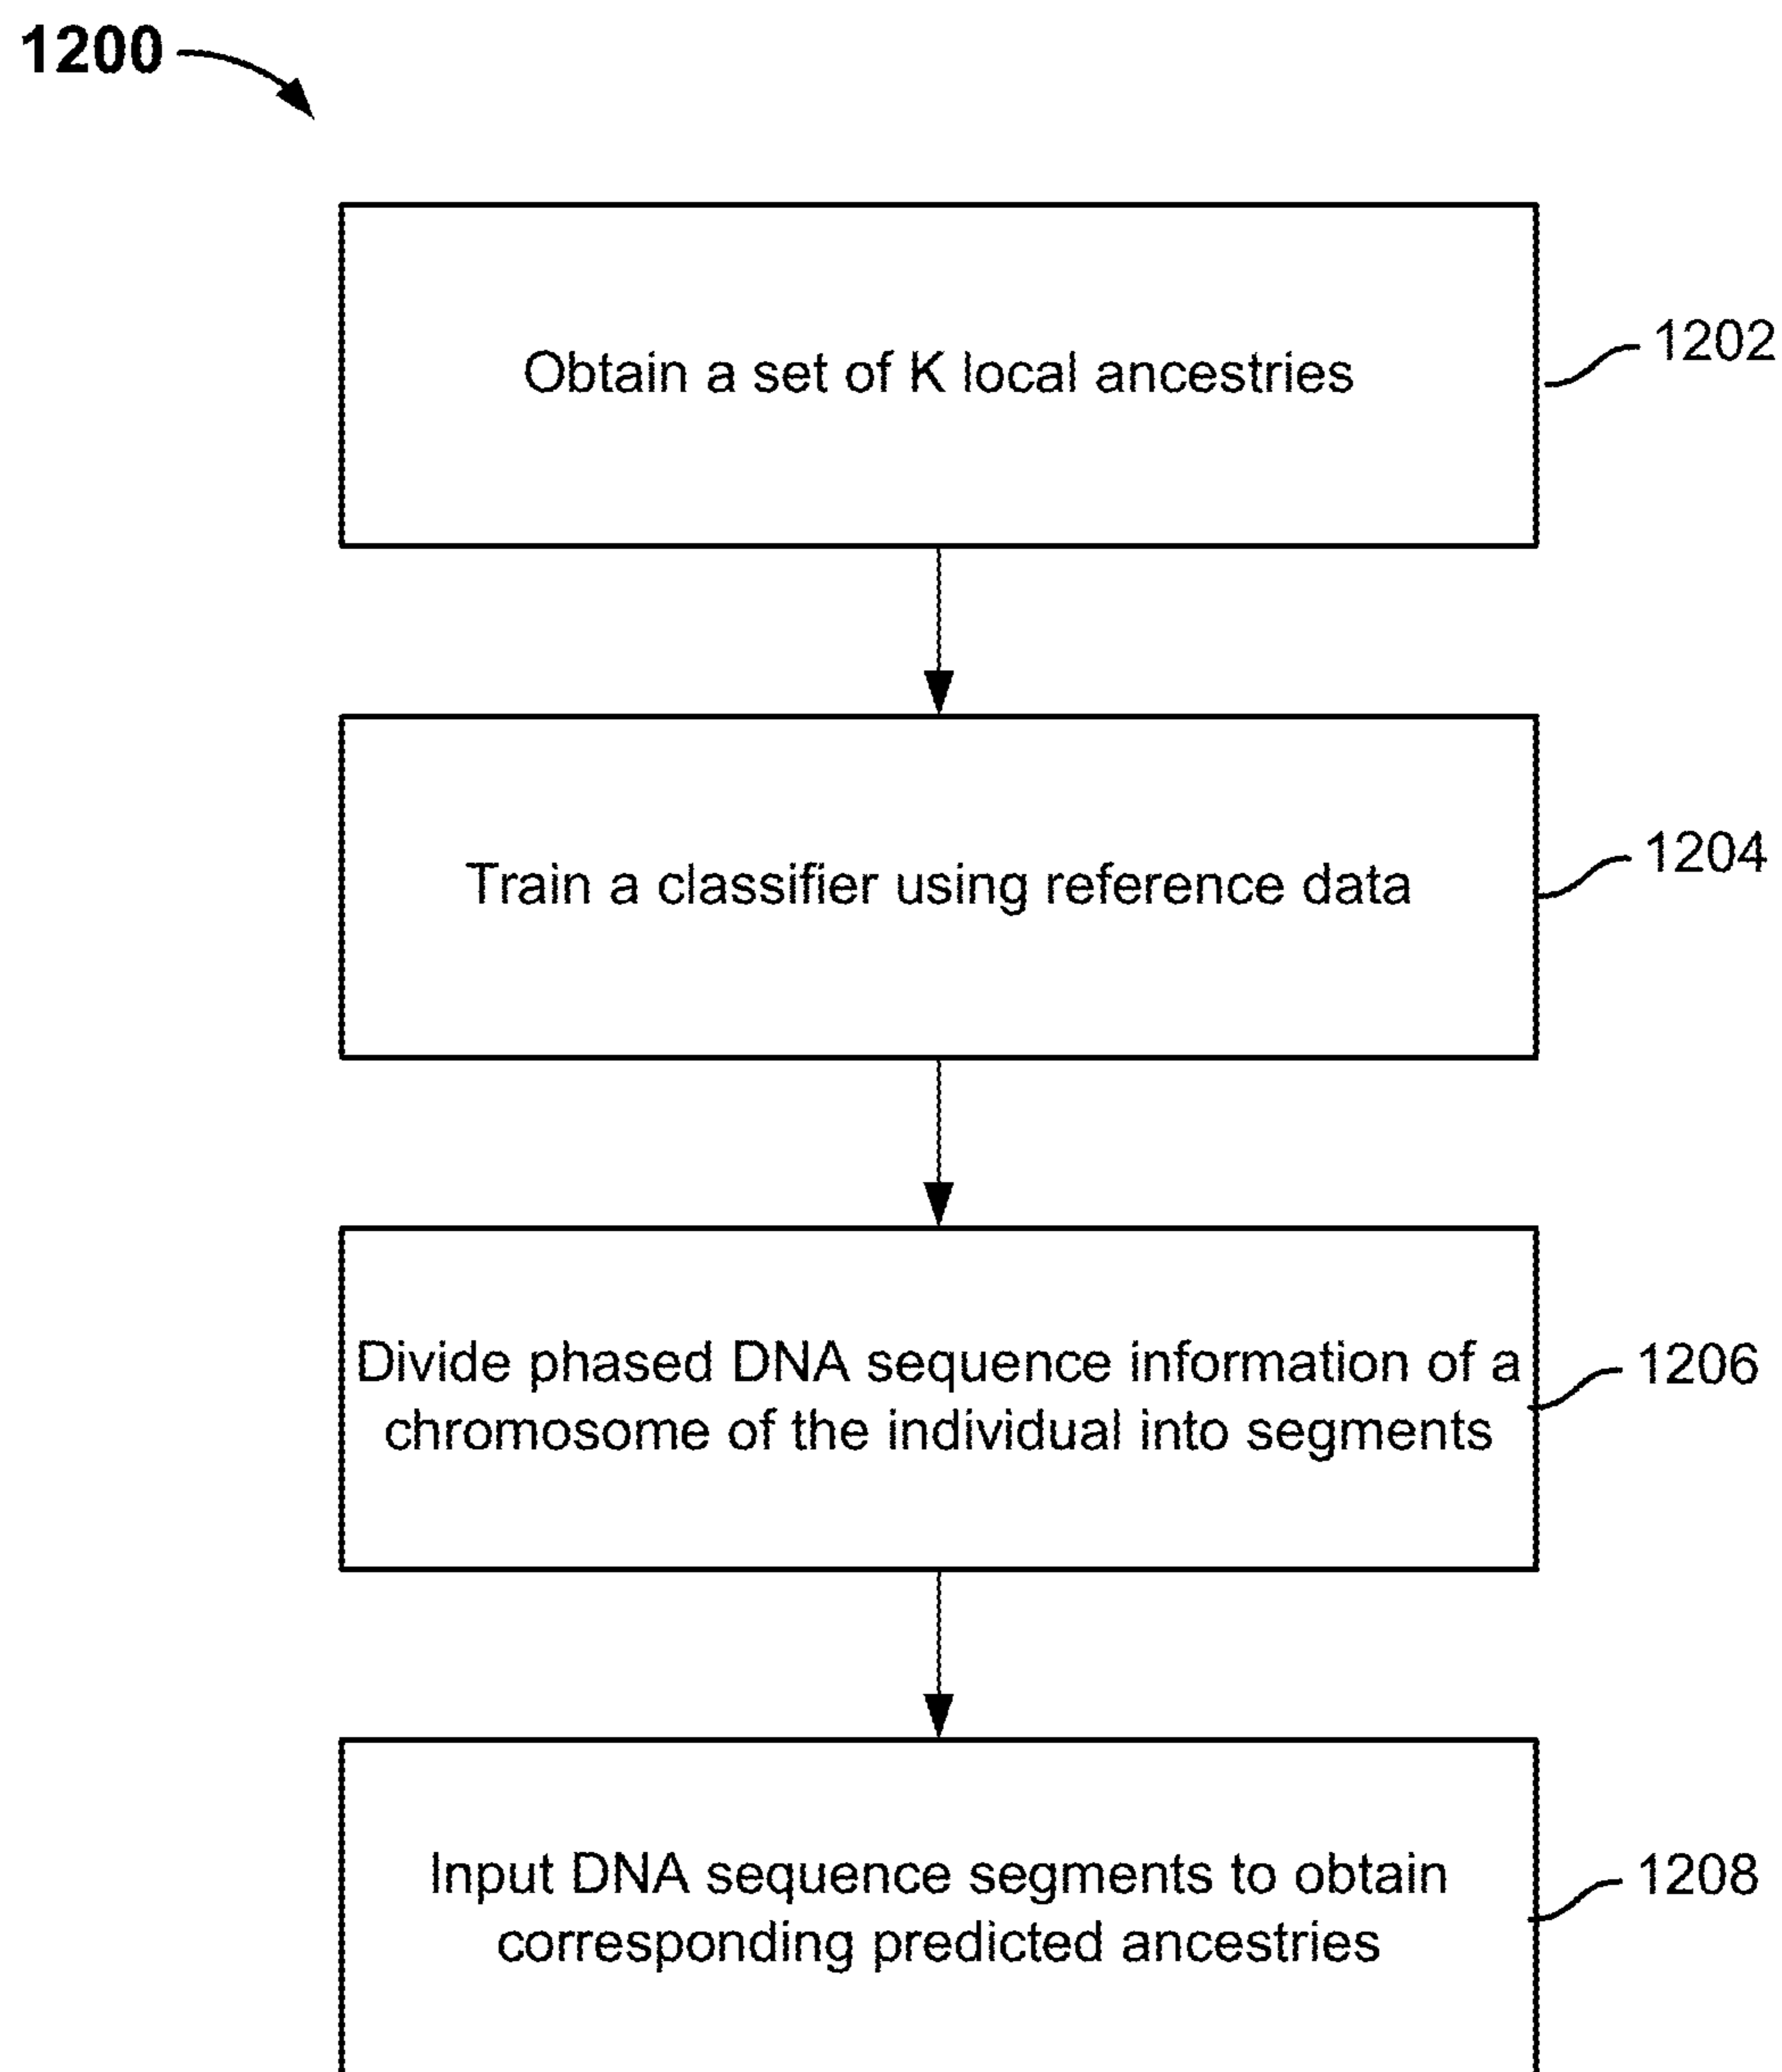 1200
Obtain a set of K local ancestries
1202
Train a classifier using reference data
1204
Divide phased DNA sequence information of a
chromosome of the individual into segments
1206
Input DNA sequence segments to obtain
corresponding predicted ancestries
1208